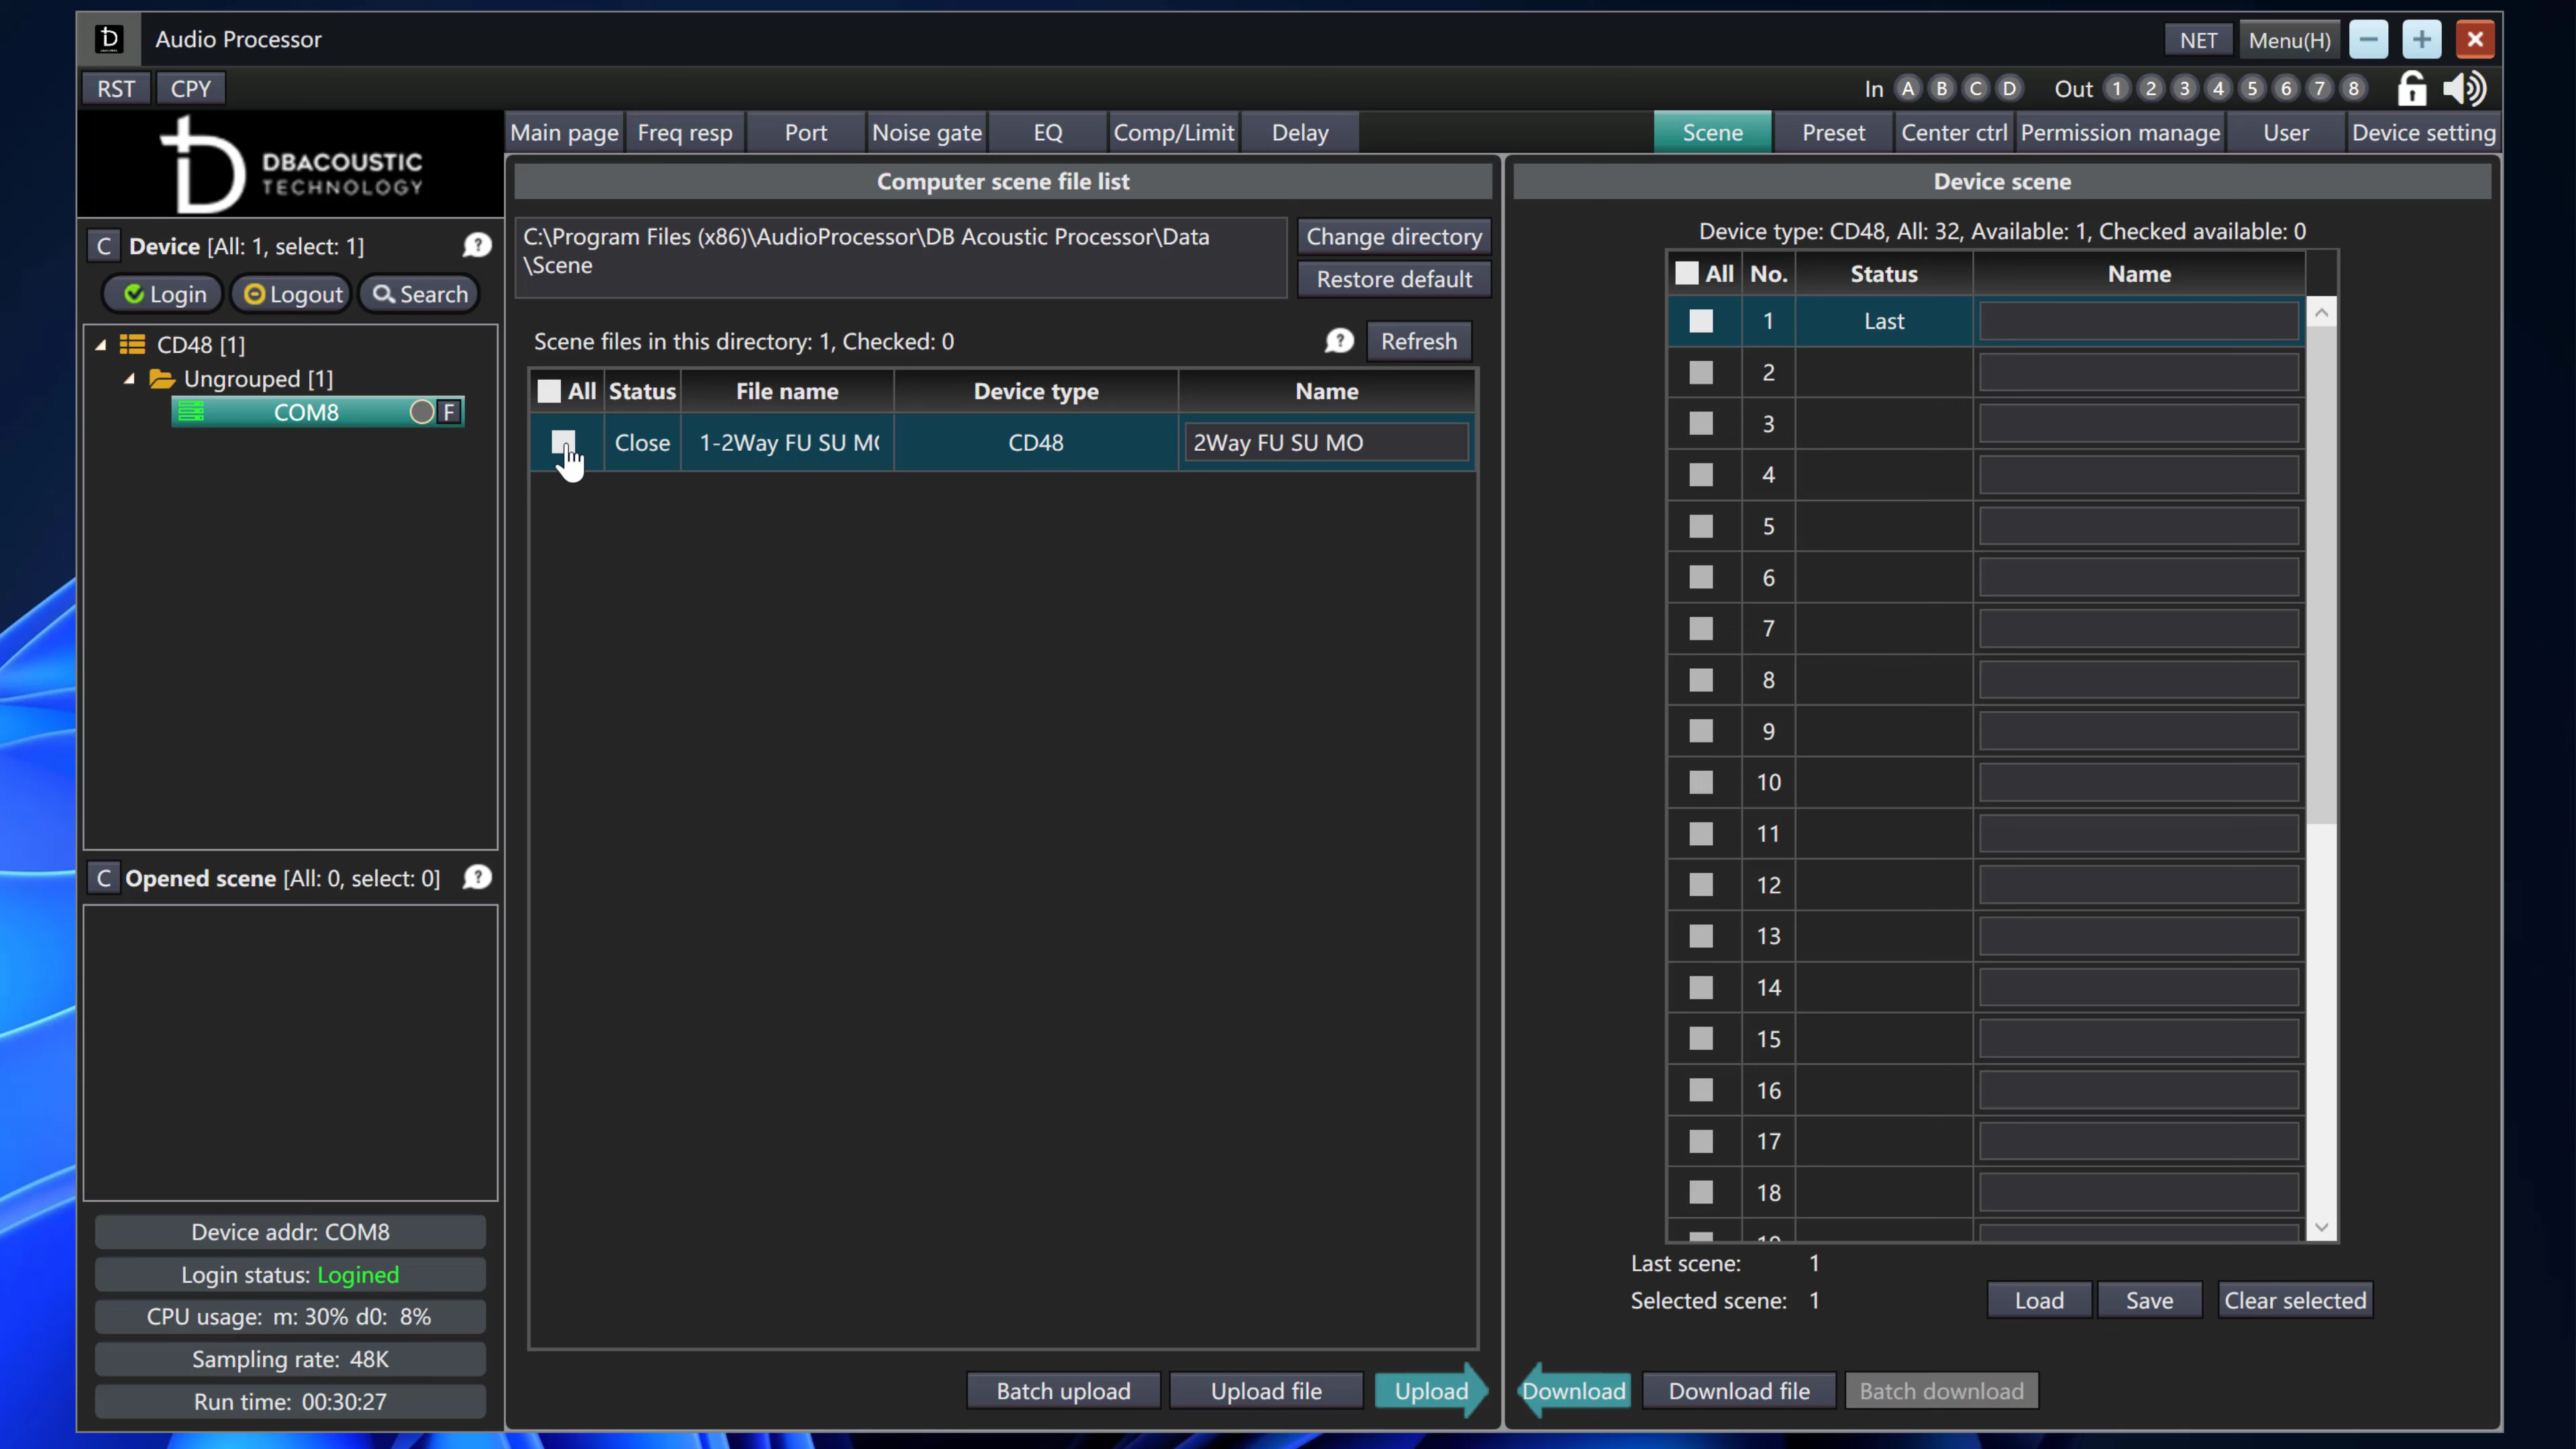 Audio Processor
NET
Menu(H)
RST
CPY
In A B C D Out 1 2 3 4 5 6 7 8
DBACOUSTIC
TECHNOLOGY
Main page
Freq resp
Port
Noise gate
EQ
Comp/Limit
Delay
Scene
Preset
Center ctrl
Permission manage
User
Device setting
C Device [All: 1, select: 1] ?
Login
Logout
Search
CD48 [1]
Ungrouped [1]
COM8 F
C Opened scene [All: 0, select: 0] ?
Device addr: COM8
Login status: Logined
CPU usage: m: 30% d0: 8%
Sampling rate: 48K
Run time: 00:30:27
Computer scene file list
C:\Program Files (x86)\AudioProcessor\DB Acoustic Processor\Data
\Scene
Change directory
Restore default
Scene files in this directory: 1, Checked: 0 ?
Refresh
All Status File name Device type Name
Close 1-2Way FU SU CD48 2Way FU SU MO
Batch upload
Upload file
Upload
Device scene
Device type: CD48, All: 32, Available: 1, Checked available: 0
All No. Status Name
1 Last
2
3
4
5
6
7
8
9
10
11
12
13
14
15
16
17
18
Last scene: 1
Selected scene: 1
Load
Save
Clear selected
Download
Download file
Batch download